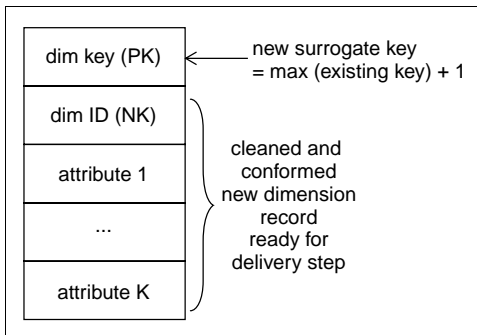 dim key (PK)
new surrogate key
= max (existing key) + 1
dim ID (NK)
attribute 1
...
attribute K
cleaned and
conformed
new dimension
record
ready for
delivery step